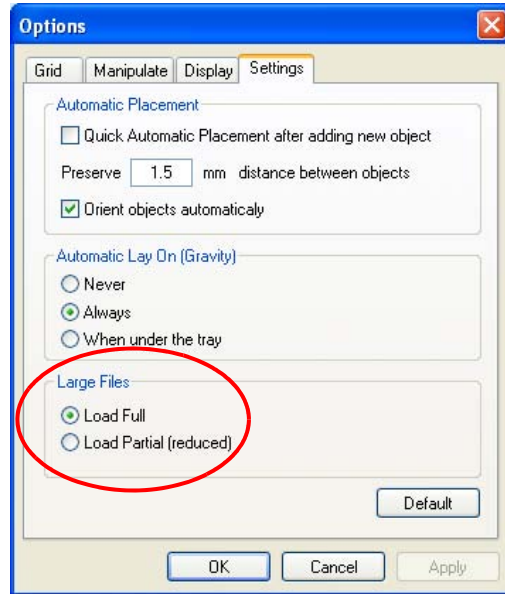 Options
Grid Manipulate Display Settings
Automatic Placement
Quick Automatic Placement after adding new object
Preserve 1.5 mm distance between objects
Orient objects automaticaly
Automatic Lay On (Gravity)
Never
Always
When under the tray
Large Files
Load Full
Load Partial (reduced)
Default
OK Cancel Apply